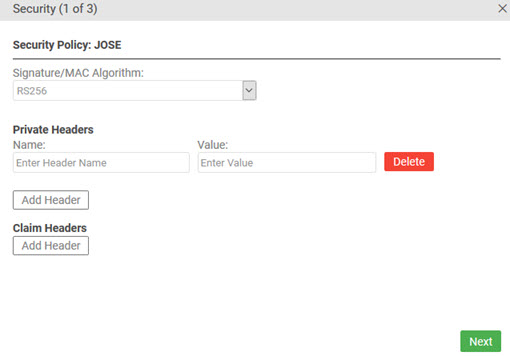 Security (1 of 3)
Security Policy: JOSE
Signature/MAC Algorithm:
RS256
Private Headers
Name: Value:
Enter Header Name Enter Value Delete
Add Header
Claim Headers
Add Header
Next